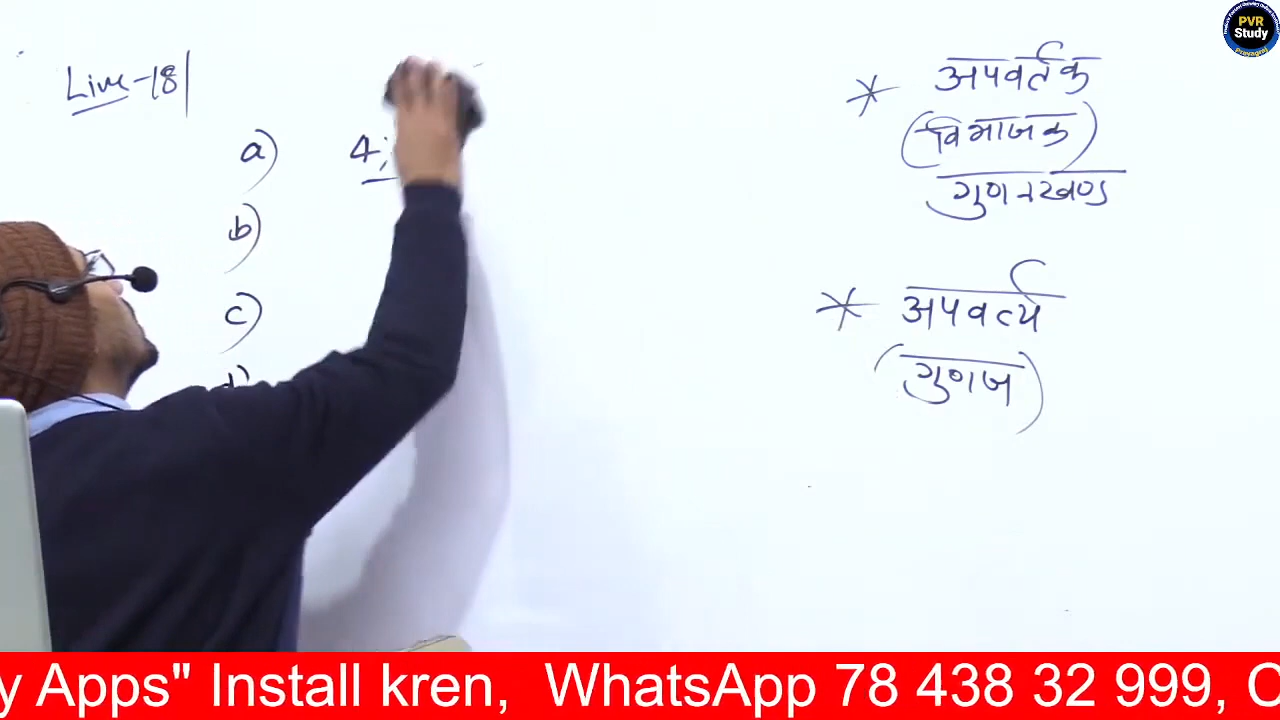 Live-18
a) 4;
b)
c)
d)
* अपवर्तक
(विभाजक)
गुणनखण्ड
* अपवर्त्य
(गुणज)
PVR
Study
Prayagraj
y Apps" Install kren, WhatsApp 78 438 32 999, C